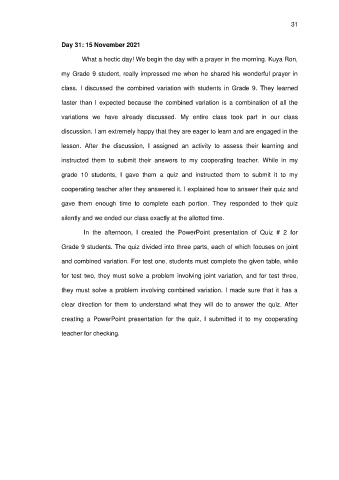 31
Day 31: 15 November 2021
What a hectic day! We begin the day with a prayer in the morning. Kuya Ron,
my Grade 9 student, really impressed me when he shared his wonderful prayer in
class. I discussed the combined variation with students in Grade 9. They learned
faster than I expected because the combined variation is a combination of all the
variations we have already discussed. My entire class took part in our class
discussion. I am extremely happy that they are eager to learn and are engaged in the
lesson. After the discussion, I assigned an activity to assess their learning and
instructed them to submit their answers to my cooperating teacher. While in my
grade 10 students, I gave them a quiz and instructed them to submit it to my
cooperating teacher after they answered it. I explained how to answer their quiz and
gave them enough time to complete each portion. They responded to their quiz
silently and we ended our class exactly at the allotted time.
In the afternoon, I created the PowerPoint presentation of Quiz # 2 for
Grade 9 students. The quiz divided into three parts, each of which focuses on joint
and combined variation. For test one, students must complete the given table, while
for test two, they must solve a problem involving joint variation, and for test three,
they must solve a problem involving combined variation. I made sure that it has a
clear direction for them to understand what they will do to answer the quiz. After
creating a PowerPoint presentation for the quiz, I submitted it to my cooperating
teacher for checking.